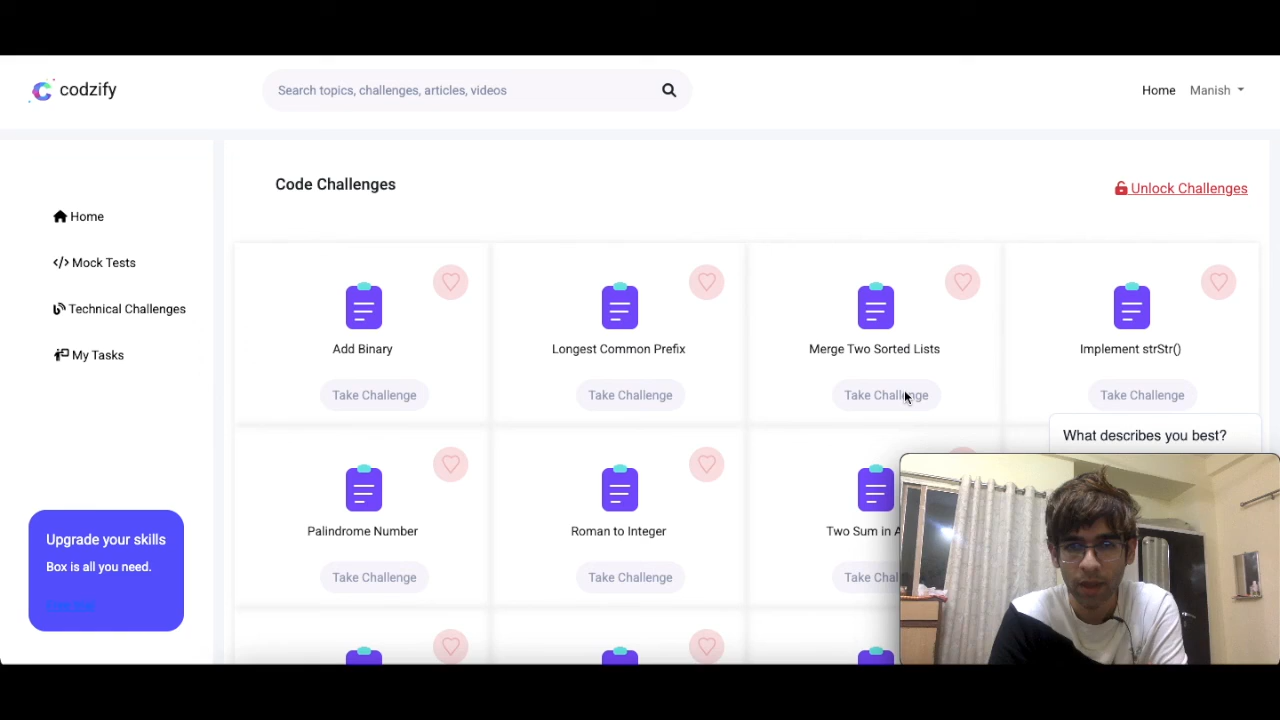 codzify
Search topics, challenges, articles, videos
Home
Manish
Home
Mock Tests
Technical Challenges
My Tasks
Upgrade your skills
Box is all you need.
Code Challenges
Unlock Challenges
Add Binary
Longest Common Prefix
Merge Two Sorted Lists
Implement strStr()
Take Challenge
Take Challenge
Take Challenge
Take Challenge
What describes you best?
Palindrome Number
Roman to Integer
Two Sum in A
Take Challenge
Take Challenge
Take Chal